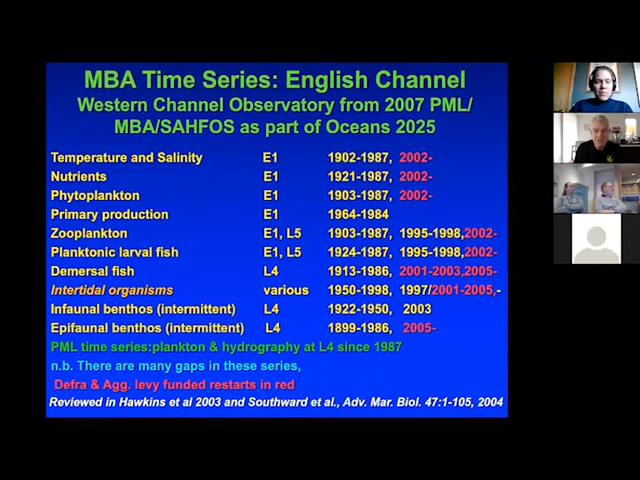 MBA Time Series: English Channel
Western Channel Observatory from 2007 PML/
MBA/SAHFOS as part of Oceans 2025
Temperature and Salinity E1 1902-1987, 2002-
Nutrients E1 1921-1987, 2002-
Phytoplankton E1 1903-1987, 2002-
Primary production E1 1964-1984
Zooplankton E1, L5 1903-1987, 1995-1998,2002-
Planktonic larval fish E1, L5 1924-1987, 1995-1998,2002-
Demersal fish L4 1913-1986, 2001-2003,2005-
Intertidal organisms various 1950-1998, 1997/2001-2005,-
Infaunal benthos (intermittent) L4 1922-1950, 2003
Epifaunal benthos (intermittent) L4 1899-1986, 2005-
PML time series:plankton & hydrography at L4 since 1987
n.b. There are many gaps in these series,
Defra & Agg. levy funded restarts in red
Reviewed in Hawkins et al 2003 and Southward et al., Adv. Mar. Biol. 47:1-105, 2004